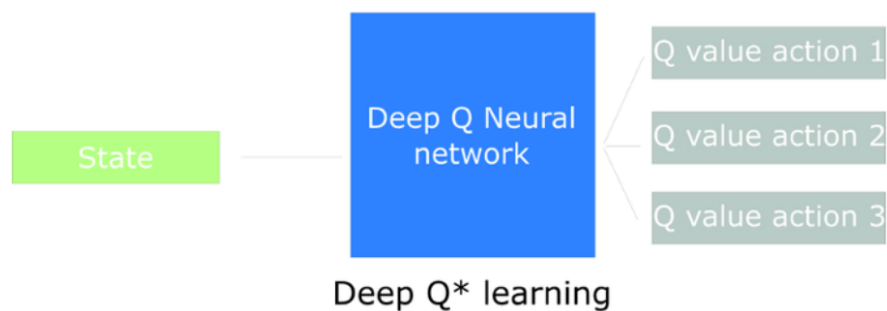 State
Deep Q Neural
network
Q value action 1
Q value action 2
Q value action 3
Deep Q* learning